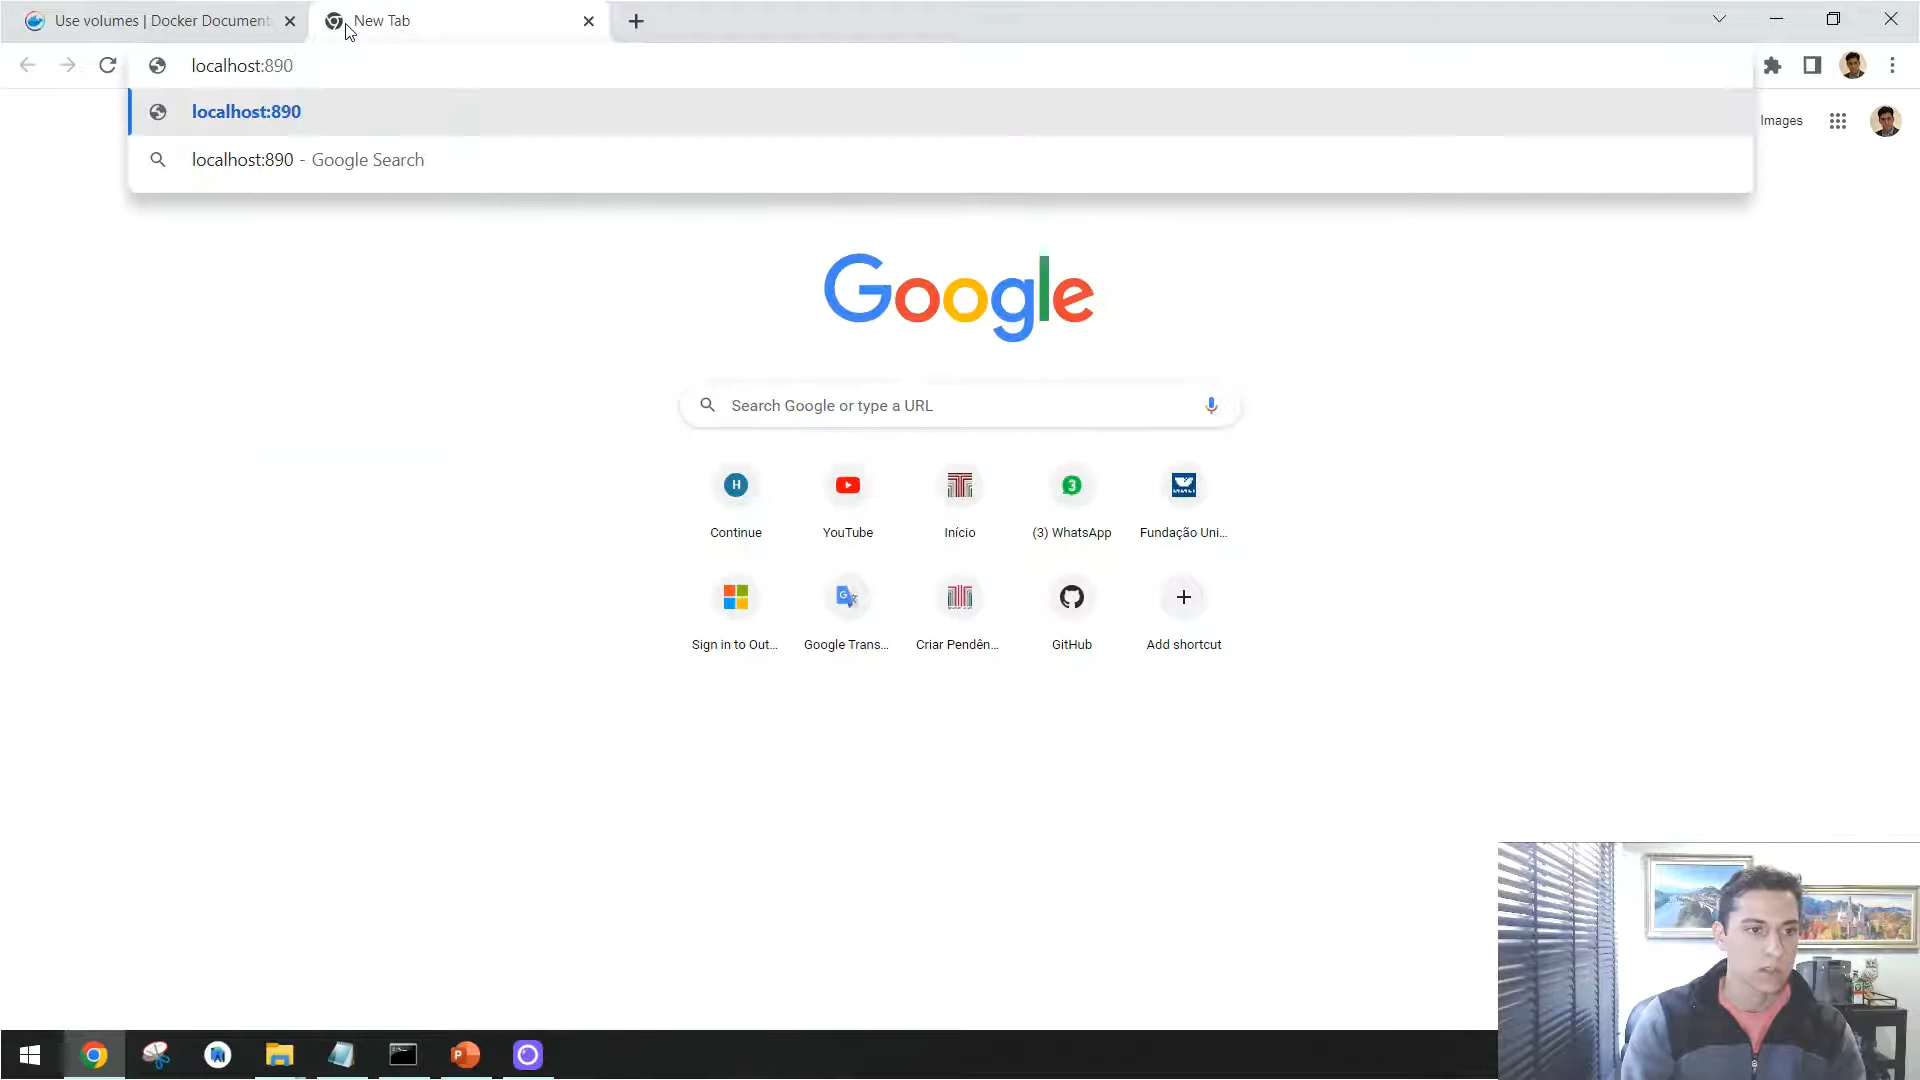 Use volumes | Docker Document
New Tab
localhost:890
localhost:890
localhost:890 - Google Search
Images
Google
Search Google or type a URL
H
3
Continue
YouTube
Início
(3) WhatsApp
Fundação Uni...
G
Sign in to Out...
Google Trans...
Criar Pendên...
GitHub
Add shortcut
P